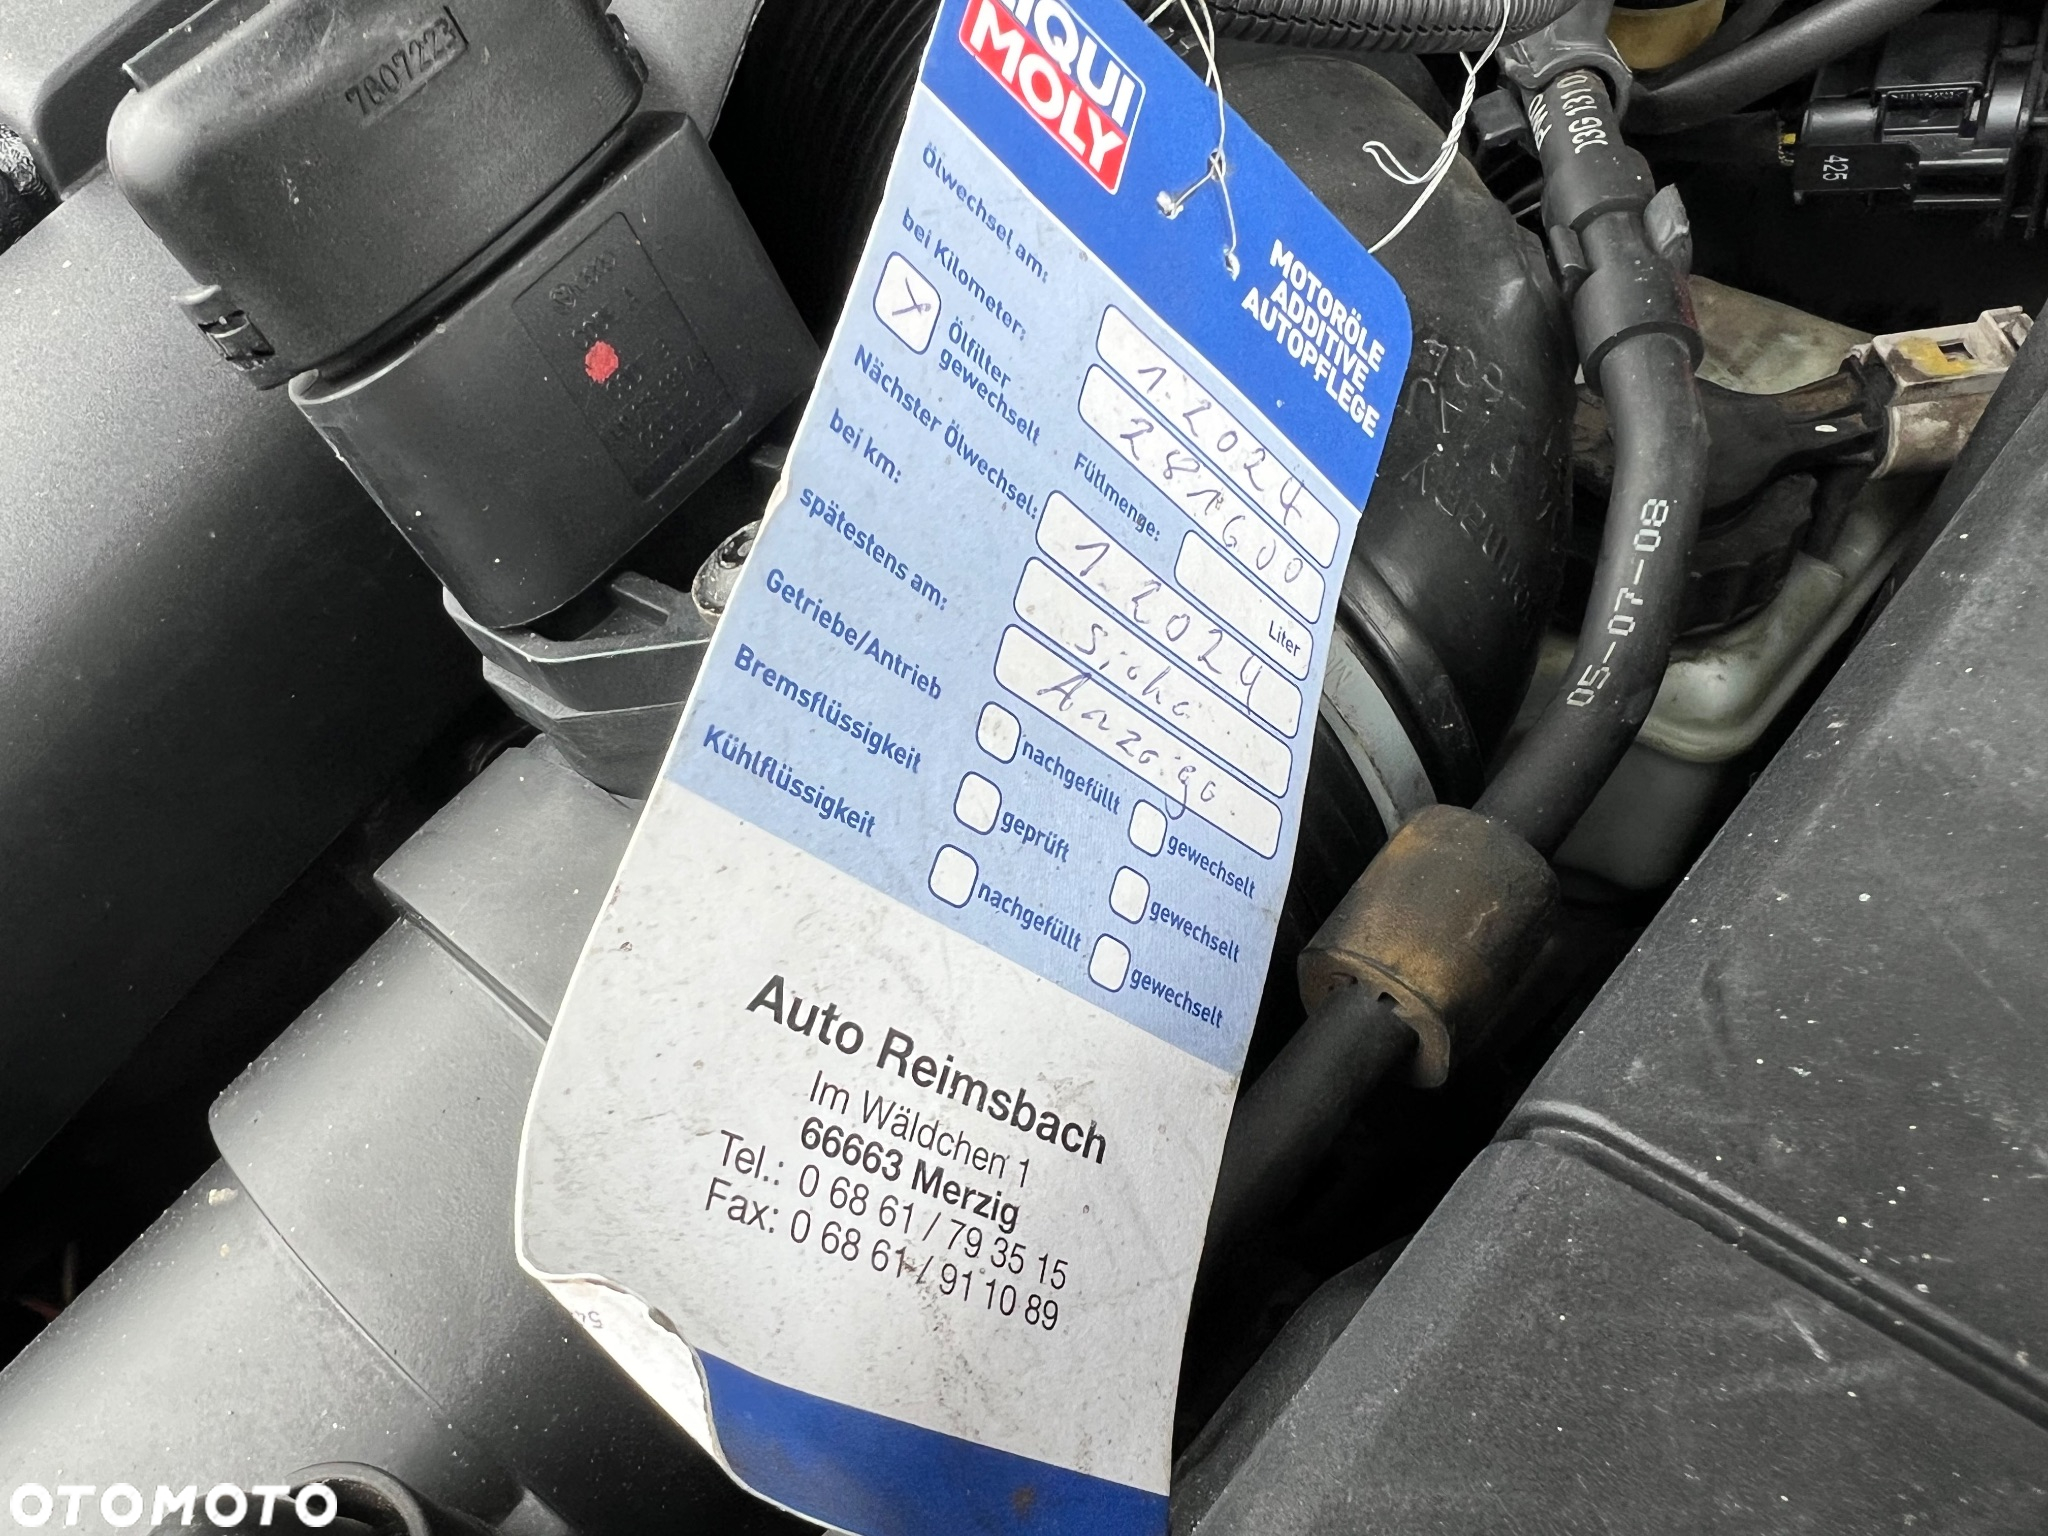 7807223
LIQUI
MOLY
MOTORÖLE
ADDITIVE
AUTOPFLEGE
Ölwechsel am: 1.2024
bei Kilometer: 281600
Ölfilter
gewechselt
Füllmenge: Liter
Nächster Ölwechsel: 1.2024
bei km: Siehe
spätestens am: Anzeige
Getriebe/Antrieb nachgefüllt gewechselt
Bremsflüssigkeit geprüft gewechselt
Kühlflüssigkeit nachgefüllt gewechselt
Auto Reimsbach
Im Wäldchen 1
66663 Merzig
Tel.: 0 68 61 / 79 35 15
Fax: 0 68 61 / 91 10 89
05-07-08
425
OTOMOTO